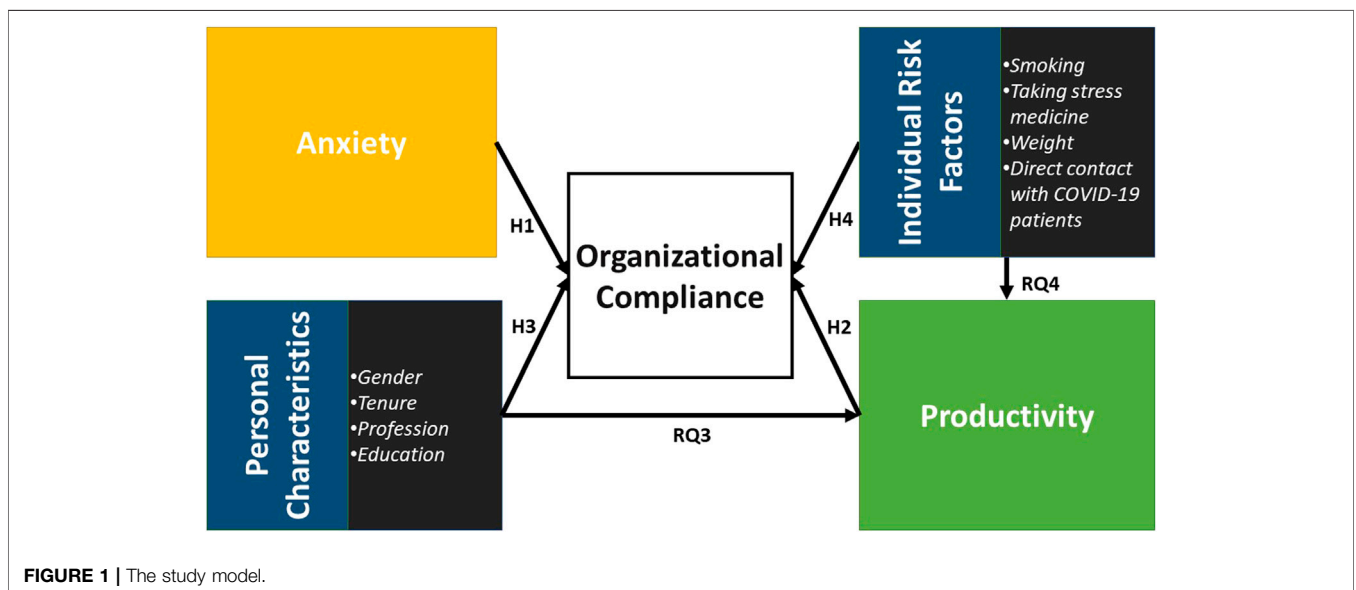 Anxiety
Individual Risk
Factors
•Smoking
•Taking stress
medicine
•Weight
•Direct contact
with COVID-19
patients
H1
H4
Organizational
Compliance
RQ4
H3
H2
Personal
Characteristics
•Gender
•Tenure
•Profession
•Education
RQ3
Productivity
FIGURE 1 | The study model.